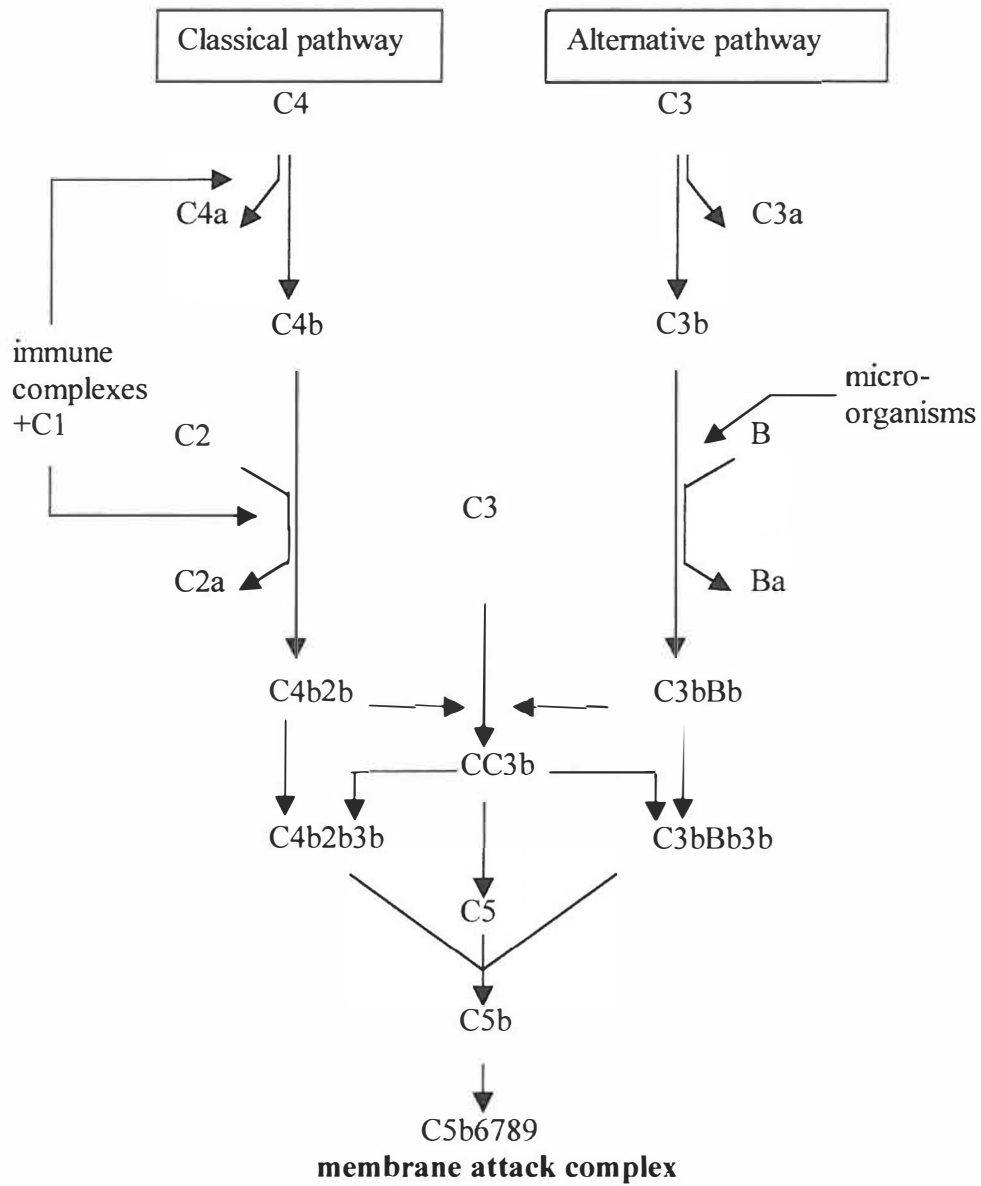 Classical pathway
Alternative pathway
C4
C3
C4a
C3a
C4b
C3b
immune
complexes
+C1
micro-
organisms
C2
B
C3
C2a
Ba
C4b2b
C3bBb
CC3b
C4b2b3b
C3bBb3b
C5
C5b
C5b6789
membrane attack complex